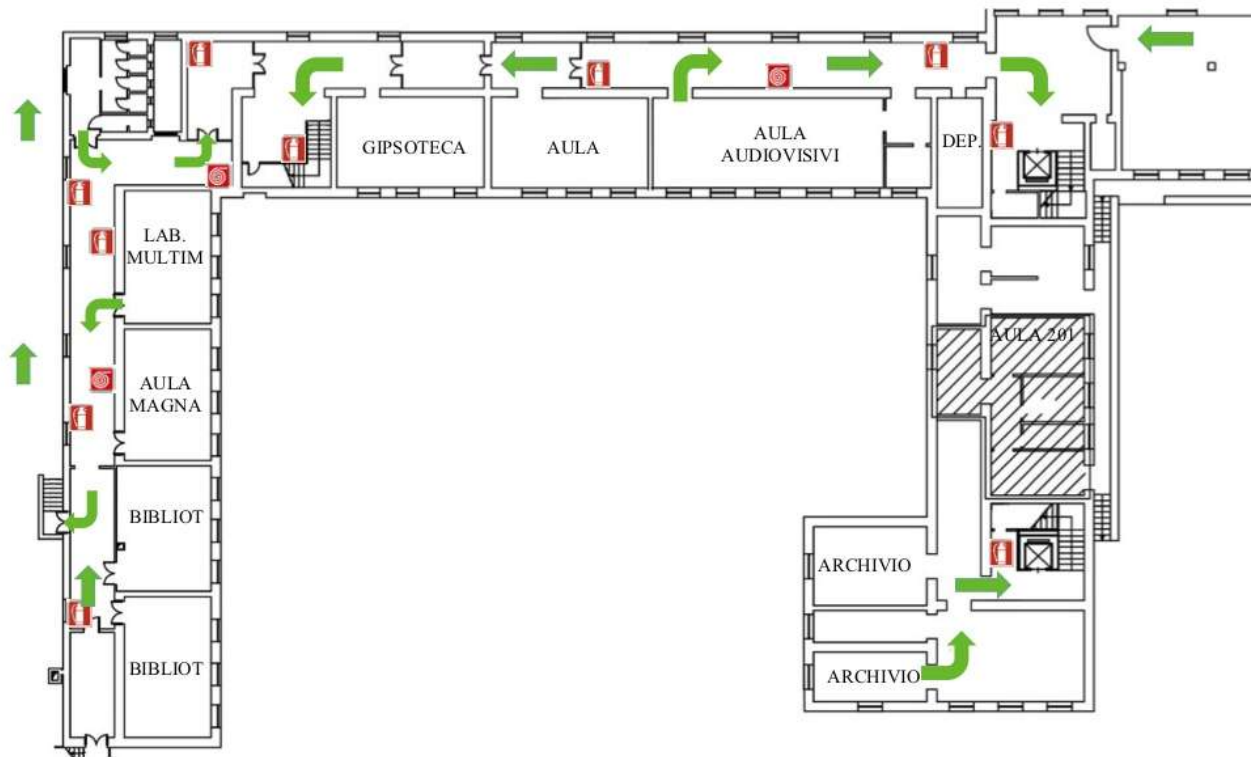 GIPSOTECA
AULA
AULA
AUDIOVISIVI
DEP.
LAB.
MULTIM
AULA 201
AULA
MAGNA
BIBLIOT
ARCHIVIO
BIBLIOT
ARCHIVIO